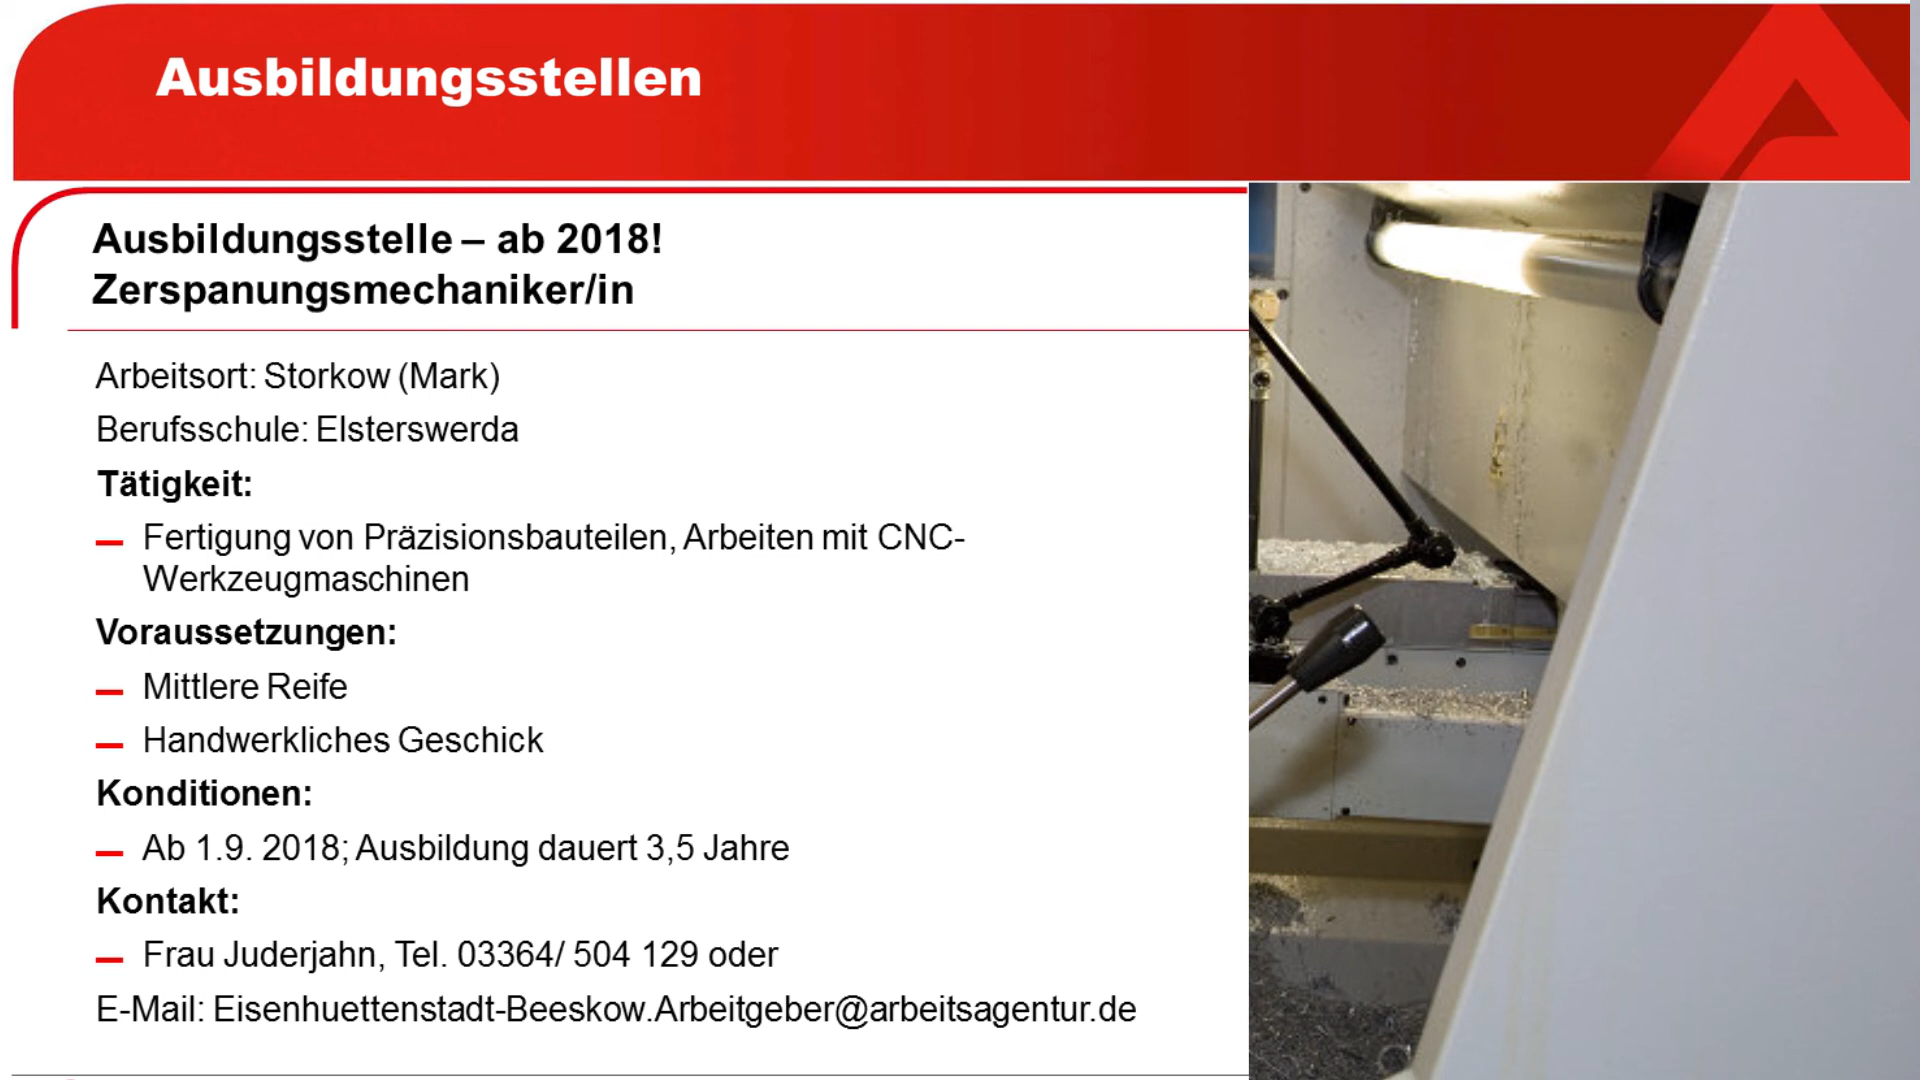 Ausbildungsstellen
Ausbildungsstelle – ab 2018!
Zerspanungsmechaniker/in
Arbeitsort: Storkow (Mark)
Berufsschule: Elsterswerda
Tätigkeit:
Fertigung von Präzisionsbauteilen, Arbeiten mit CNC-
Werkzeugmaschinen
Voraussetzungen:
Mittlere Reife
Handwerkliches Geschick
Konditionen:
Ab 1.9. 2018; Ausbildung dauert 3,5 Jahre
Kontakt:
Frau Juderjahn, Tel. 03364/ 504 129 oder
E-Mail: Eisenhuettenstadt-Beeskow.Arbeitgeber@arbeitsagentur.de